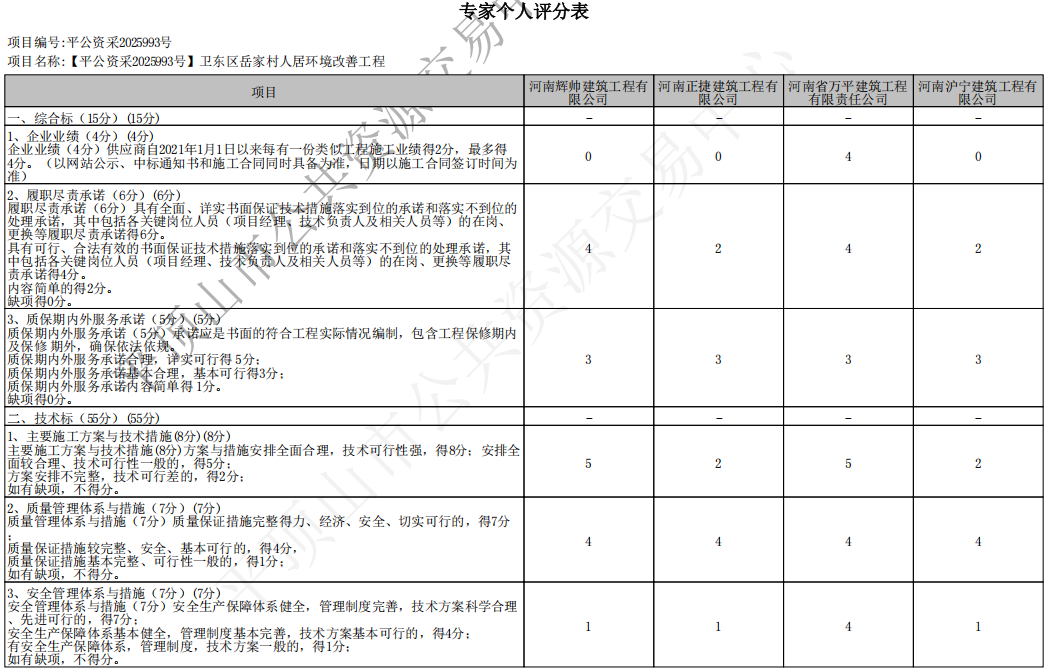 专家个人评分表
项目编号:平公资采2025993号
项目名称:【平公资采2025993号】卫东区岳家村人居环境改善工程
项目
河南辉帅建筑工程有
限公司
河南正捷建筑工程有
限公司
河南省万平建筑工程
有限责任公司
河南沪宁建筑工程有
限公司
一、综合标（15分）(15分)
–
–
–
–
1、企业业绩（4分）(4分)
企业业绩（4分）供应商自2021年1月1日以来每有一份类似工程施工业绩得2分，最多得
4分。（以网站公示、中标通知书和施工合同同时具备为准，日期以施工合同签订时间为
准）
0
0
4
0
2、履职尽责承诺（6分）(6分)
履职尽责承诺（6分）具有全面、详实书面保证技术措施落实到位的承诺和落实不到位的
处理承诺，其中包括各关键岗位人员（项目经理、技术负责人及相关人员等）的在岗、
更换等履职尽责承诺得6分。
具有可行、合法有效的书面保证技术措施落实到位的承诺和落实不到位的处理承诺，其
中包括各关键岗位人员（项目经理、技术负责人及相关人员等）的在岗、更换等履职尽
责承诺得4分。
内容简单的得2分。
缺项得0分。
4
2
4
2
3、质保期内外服务承诺（5分）(5分)
质保期内外服务承诺（5分）承诺应是书面的符合工程实际情况编制，包含工程保修期内
及保修 期外，确保依法依规。
质保期内外服务承诺合理，详实可行得 5分；
质保期内外服务承诺基本合理，基本可行得3分；
质保期内外服务承诺内容简单得 1分。
缺项得0分。
3
3
3
3
二、技术标（55分）(55分)
–
–
–
–
1、主要施工方案与技术措施(8分)(8分)
主要施工方案与技术措施(8分)方案与措施安排全面合理，技术可行性强，得8分；安排全
面较合理、技术可行性一般的，得5分；
方案安排不完整，技术可行差的，得2分；
如有缺项，不得分。
5
2
5
2
2、质量管理体系与措施（7分）(7分)
质量管理体系与措施（7分）质量保证措施完整得力、经济、安全、切实可行的，得7分
；
质量保证措施较完整、安全、基本可行的，得4分，
质量保证措施基本完整、可行性一般的，得1分；
如有缺项，不得分。
4
4
4
4
3、安全管理体系与措施（7分）(7分)
安全管理体系与措施（7分）安全生产保障体系健全，管理制度完善，技术方案科学合理
、先进可行的，得7分；
安全生产保障体系基本健全，管理制度基本完善，技术方案基本可行的，得4分；
有安全生产保障体系，管理制度，技术方案一般的，得1分；
如有缺项，不得分。
1
1
4
1
平顶山市公共资源交易中心
平顶山市公共资源交易中心